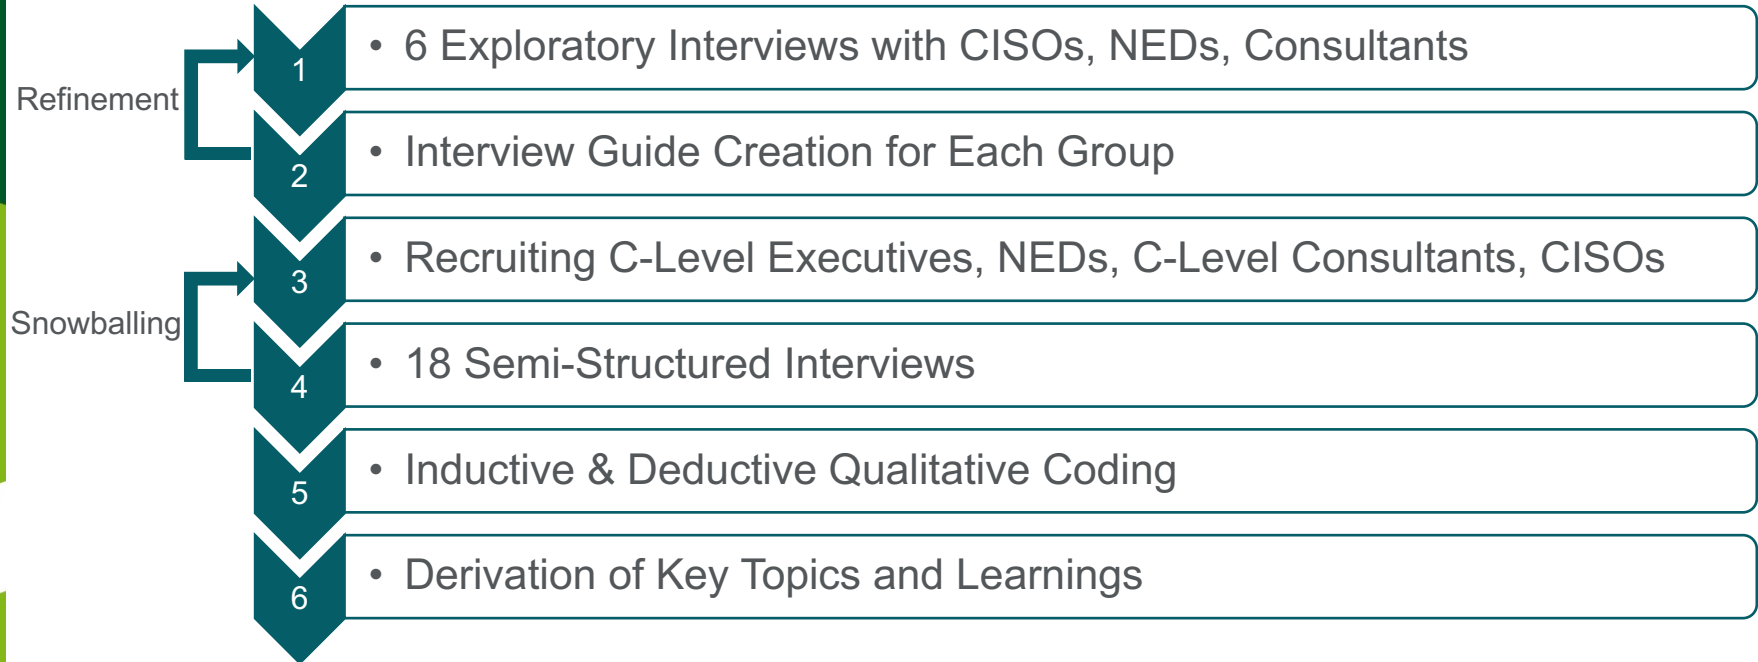 1
• 6 Exploratory Interviews with CISOs, NEDs, Consultants
Refinement
2
• Interview Guide Creation for Each Group
3
• Recruiting C-Level Executives, NEDs, C-Level Consultants, CISOs
Snowballing
4
• 18 Semi-Structured Interviews
5
• Inductive & Deductive Qualitative Coding
6
• Derivation of Key Topics and Learnings